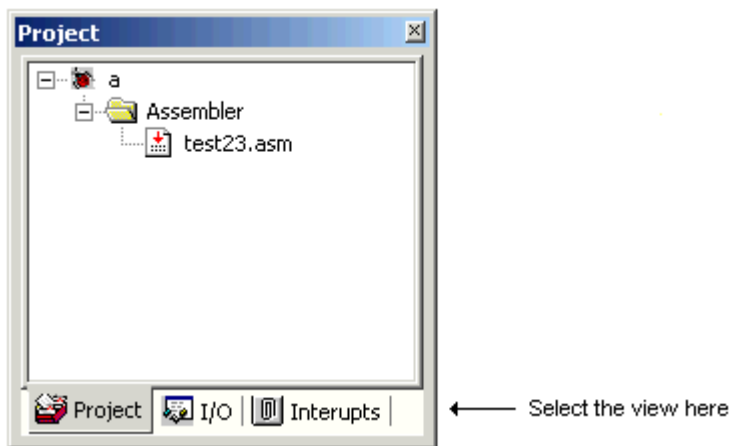 Project
a
Assembler
test23.asm
Project I/O Interupts
Select the view here